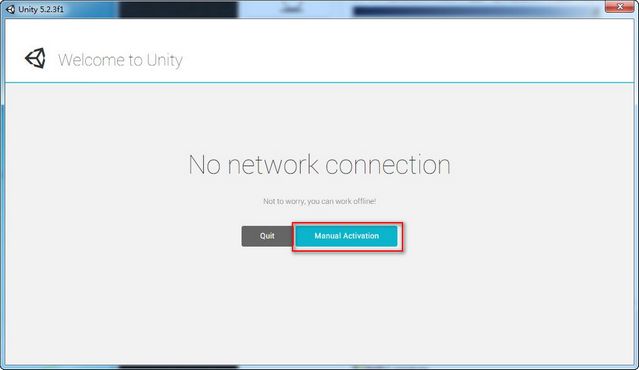 Unity 5.2.3f1
Welcome to Unity
No network connection
Not to worry, you can work offline!
Quit Manual Activation